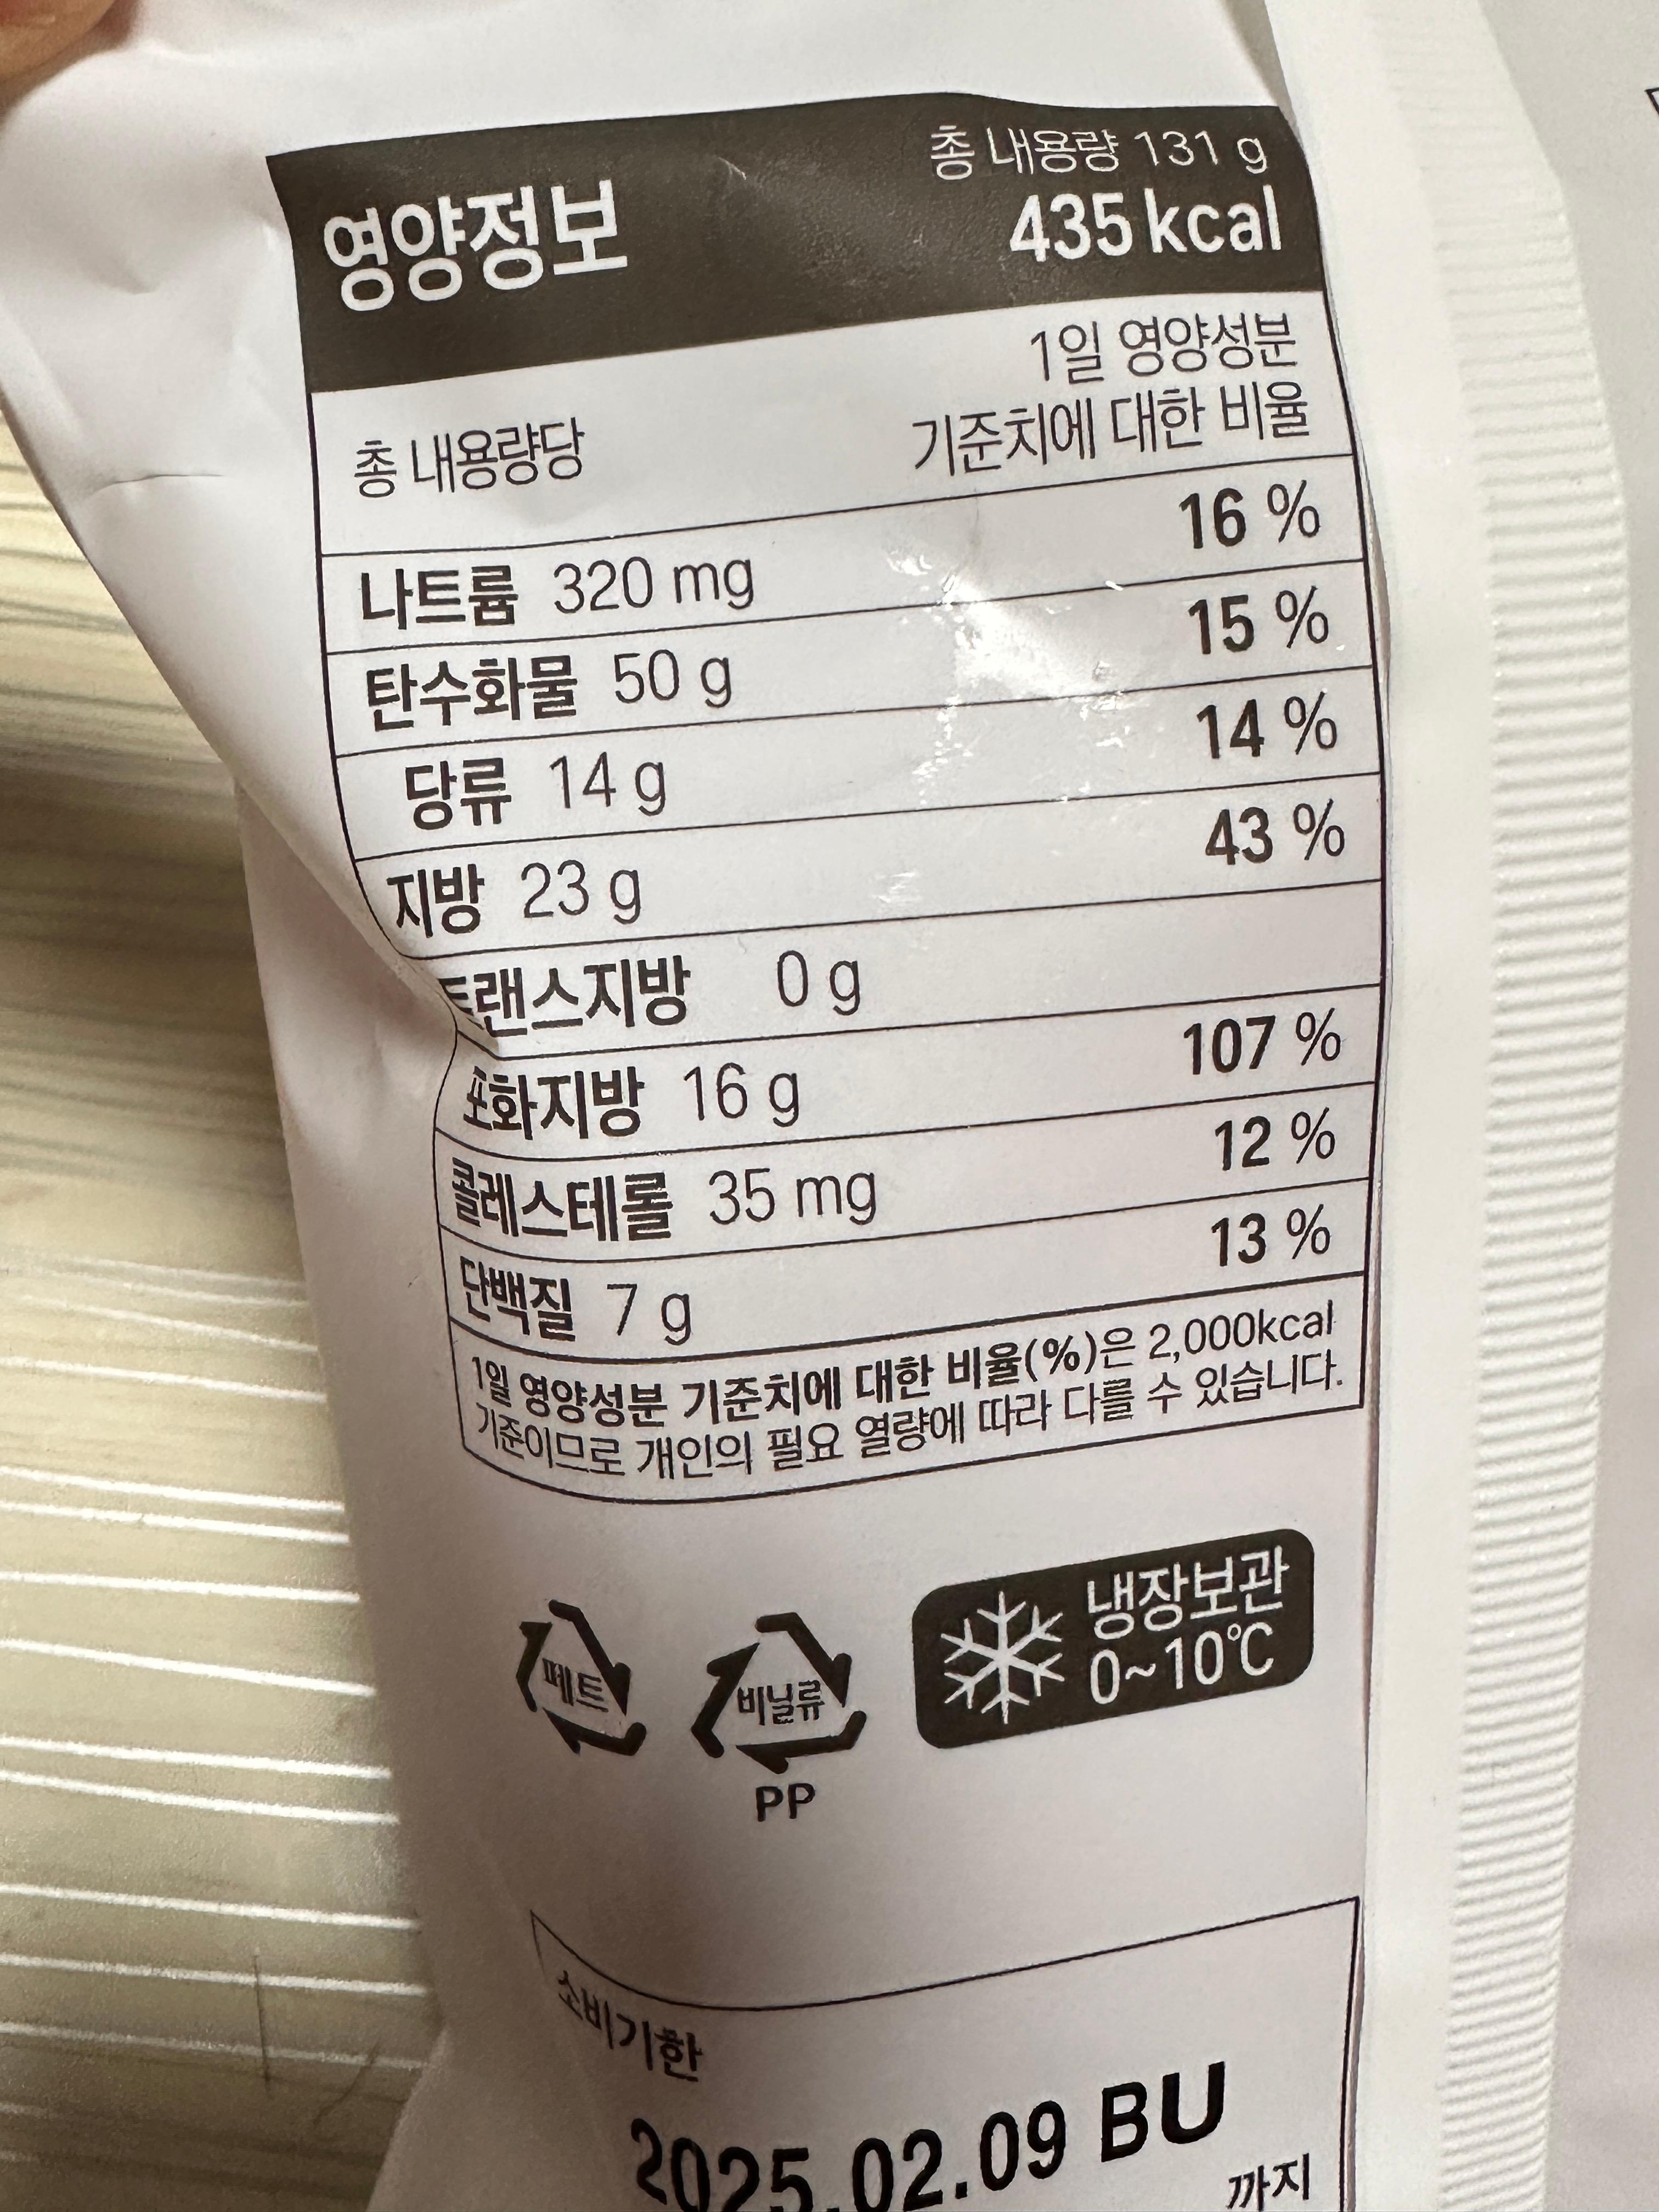 영양정보
총 내용량 131 g
435 kcal
총 내용량당
1일 영양성분
기준치에 대한 비율
나트륨 320 mg 16 %
탄수화물 50 g 15 %
당류 14 g 14 %
지방 23 g 43 %
트랜스지방 0 g
포화지방 16 g 107 %
콜레스테롤 35 mg 12 %
단백질 7 g 13 %
1일 영양성분 기준치에 대한 비율(%)은 2,000kcal
기준이므로 개인의 필요 열량에 따라 다를 수 있습니다.
페트
비닐류
PP
냉장보관
0~10℃
소비기한
2025.02.09 BU
까지